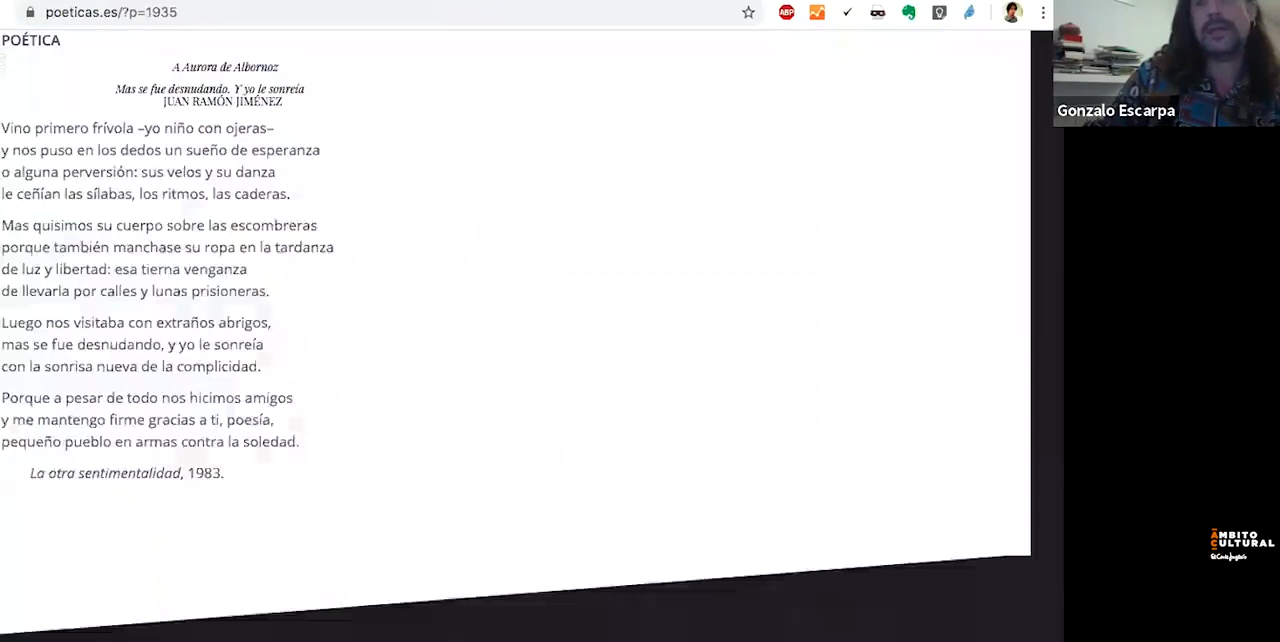 poeticas.es/?p=1935
ABP
POÉTICA
A Aurora de Albornoz
Mas se fue desnudando. Y yo le sonreía
JUAN RAMÓN JIMÉNEZ
Vino primero frívola –yo niño con ojeras–
y nos puso en los dedos un sueño de esperanza
o alguna perversión: sus velos y su danza
le ceñían las sílabas, los ritmos, las caderas.
Mas quisimos su cuerpo sobre las escombreras
porque también manchase su ropa en la tardanza
de luz y libertad: esa tierna venganza
de llevarla por calles y lunas prisioneras.
Luego nos visitaba con extraños abrigos,
mas se fue desnudando, y yo le sonreía
con la sonrisa nueva de la complicidad.
Porque a pesar de todo nos hicimos amigos
y me mantengo firme gracias a ti, poesía,
pequeño pueblo en armas contra la soledad.
La otra sentimentalidad, 1983.
Gonzalo Escarpa
ÁMBITO
CULTURAL
El Corte Inglés